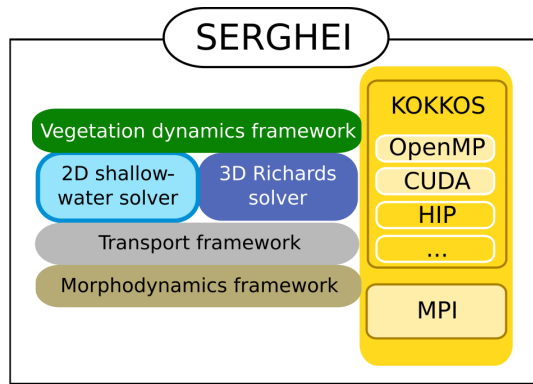 SERGHEI
Vegetation dynamics framework
2D shallow-
water solver
3D Richards
solver
Transport framework
Morphodynamics framework
KOKKOS
OpenMP
CUDA
HIP
...
MPI